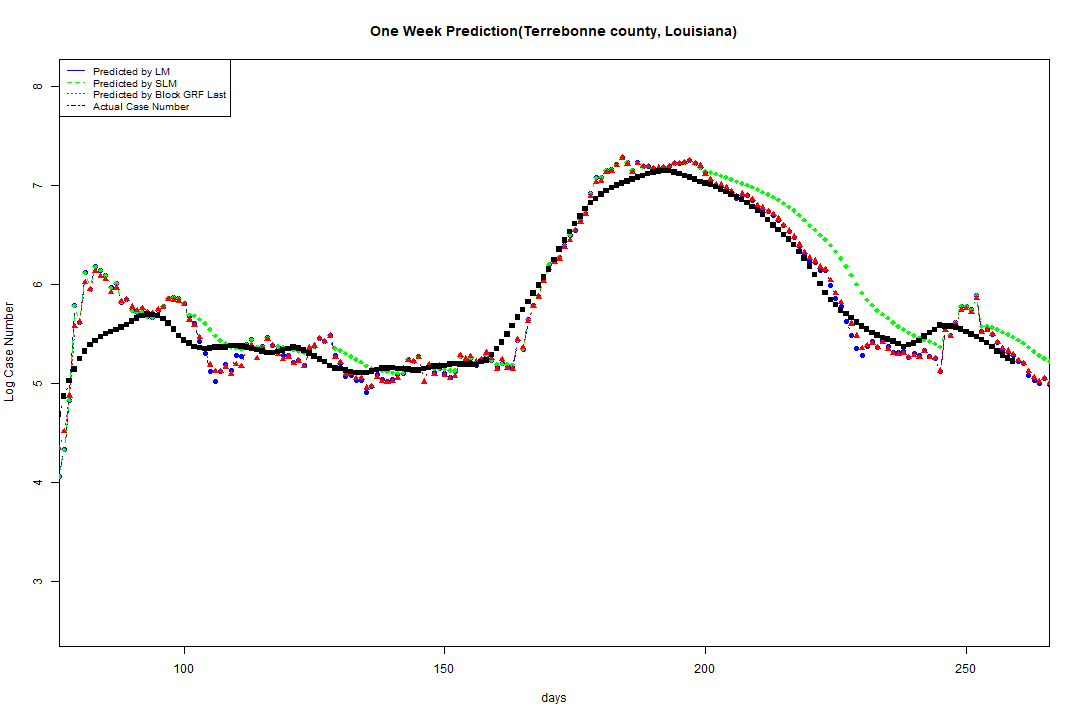 One Week Prediction(Terrebonne county, Louisiana)
Predicted by LM
Predicted by SLM
Predicted by Block GRF Last
Actual Case Number
8
7
6
5
4
3
Log Case Number
100
150
200
250
days